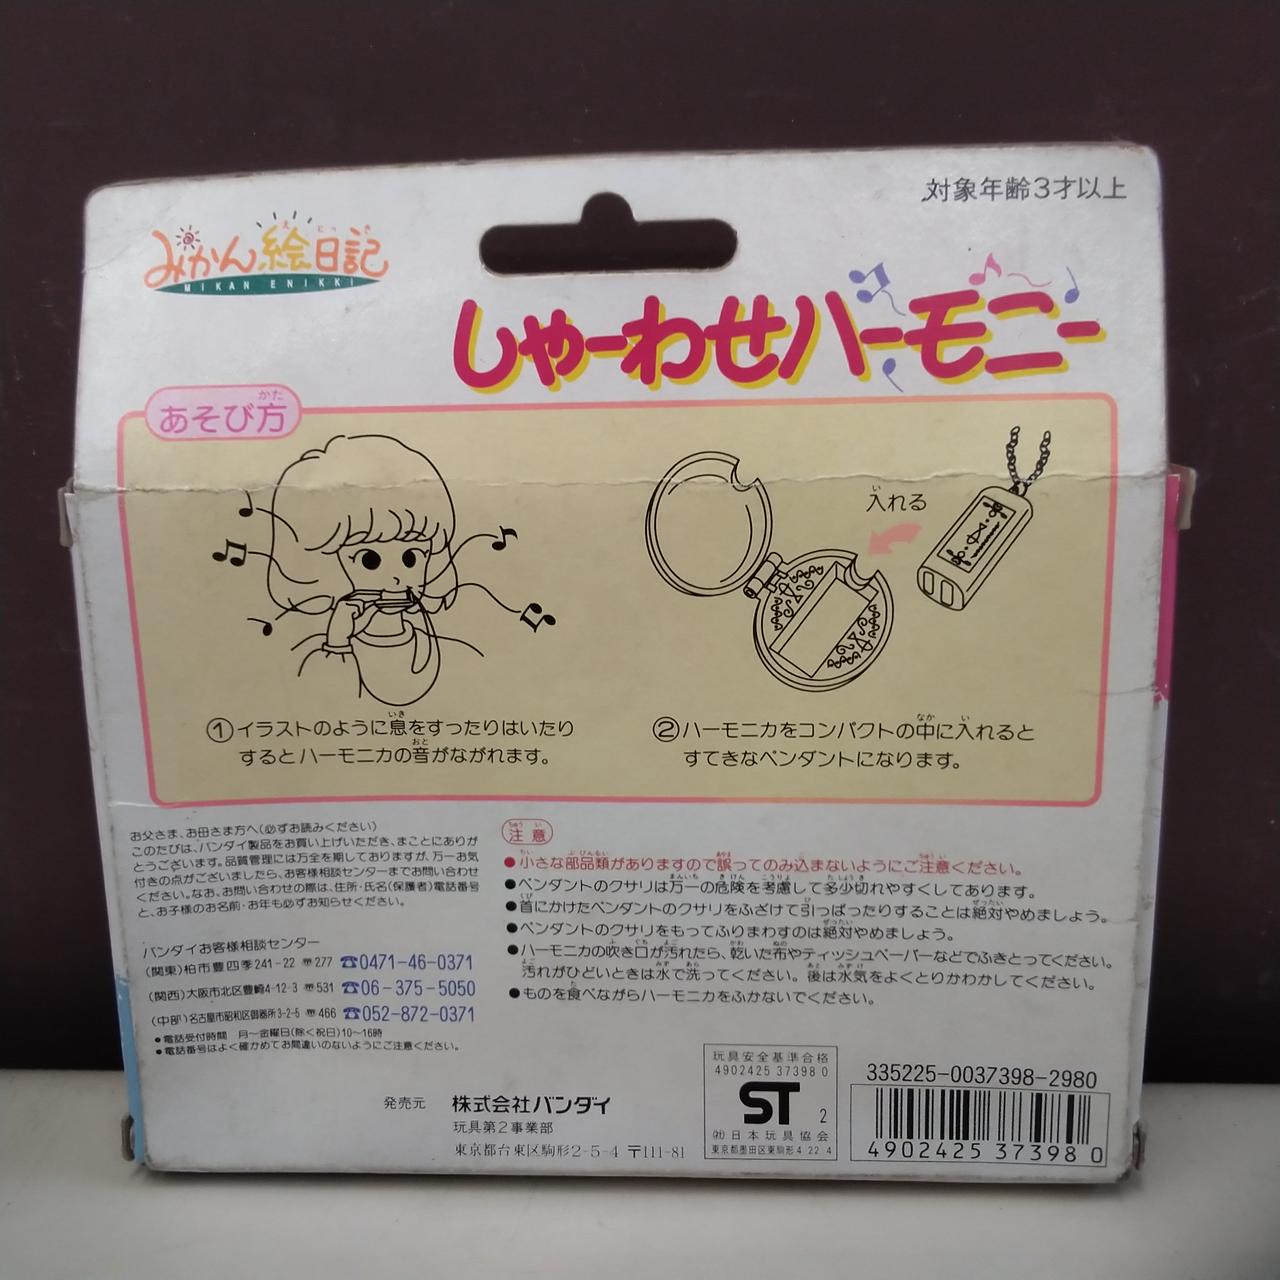 対象年齢3才以上
みかん絵日記
MIKAN ENIKKI
しゃーわせハーモニー
あそび方
入れる
①イラストのように息をすったりはいたり
するとハーモニカの音がながれます。
②ハーモニカをコンパクトの中に入れると
すてきなペンダントになります。
お父さま、お母さま方へ(必ずお読みください)
このたびは、バンダイ製品をお買い上げいただき、まことにありが
とうございます。品質管理には万全を期しておりますが、万一お気
付きの点がございましたら、お客様相談センターまでお問い合わせ
ください。なお、お問い合わせの際は、住所・氏名(保護者)電話番号
と、お子様のお名前・お年も必ずお知らせください。
バンダイお客様相談センター
(関東)柏市豊四季241-22 〒277 ☎0471-46-0371
(関西)大阪市北区豊崎4-12-3 〒531 ☎06-375-5050
(中部)名古屋市昭和区御器所3-2-5 〒466 ☎052-872-0371
●電話受付時間 月〜金曜日(除く祝日)10〜16時
●電話番号はよく確かめてお間違いのないようにご注意ください。
注意
●小さな部品類がありますので誤ってのみ込まないようにご注意ください。
●ペンダントのクサリは万一の危険を考慮して多少切れやすくしてあります。
●首にかけたペンダントのクサリをふざけて引っぱったりすることは絶対やめましょう。
●ペンダントのクサリをもってふりまわすのは絶対やめましょう。
●ハーモニカの吹き口が汚れたら、乾いた布やティッシュペーパーなどでふきとってください。
汚れがひどいときは水で洗ってください。後は水気をよくとりかわかしてください。
●ものを食べながらハーモニカをふかないでください。
発売元 株式会社バンダイ
玩具第2事業部
東京都台東区駒形2-5-4 〒111-81
玩具安全基準合格
4902425 37398 0
ST 2
(社)日本玩具協会
東京都墨田区東駒形4 22 4
335225-0037398-2980
4902425 37398 0